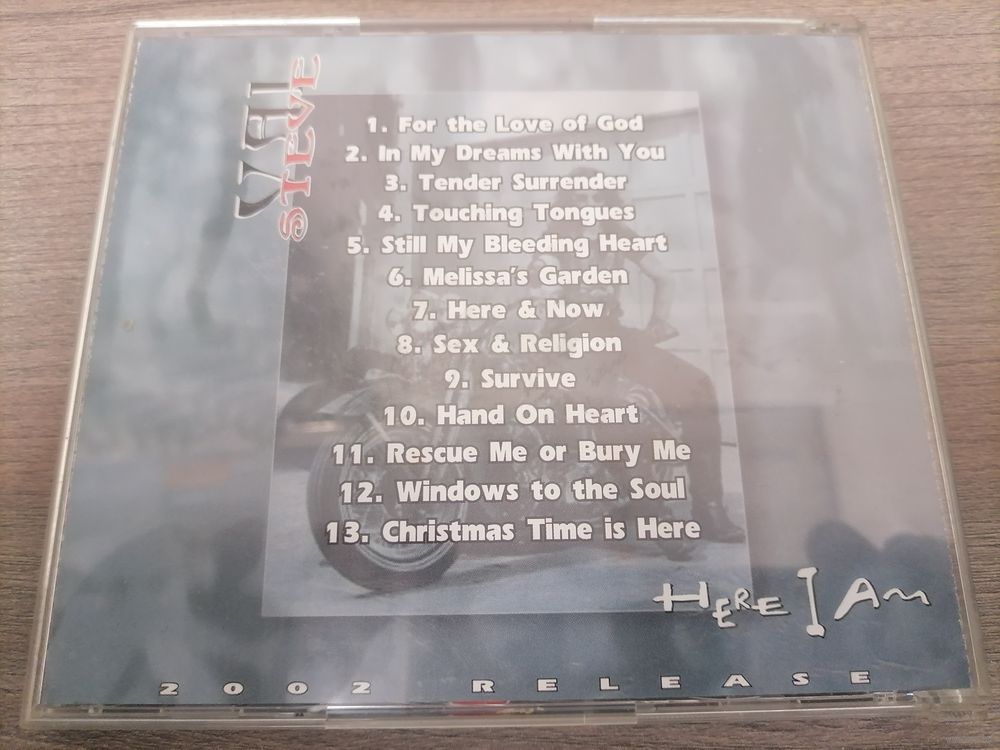 STEVE
VAI
1. For the Love of God
2. In My Dreams With You
3. Tender Surrender
4. Touching Tongues
5. Still My Bleeding Heart
6. Melissa's Garden
7. Here & Now
8. Sex & Religion
9. Survive
10. Hand On Heart
11. Rescue Me or Bury Me
12. Windows to the Soul
13. Christmas Time is Here
HERE I AM
2002 RELEASE